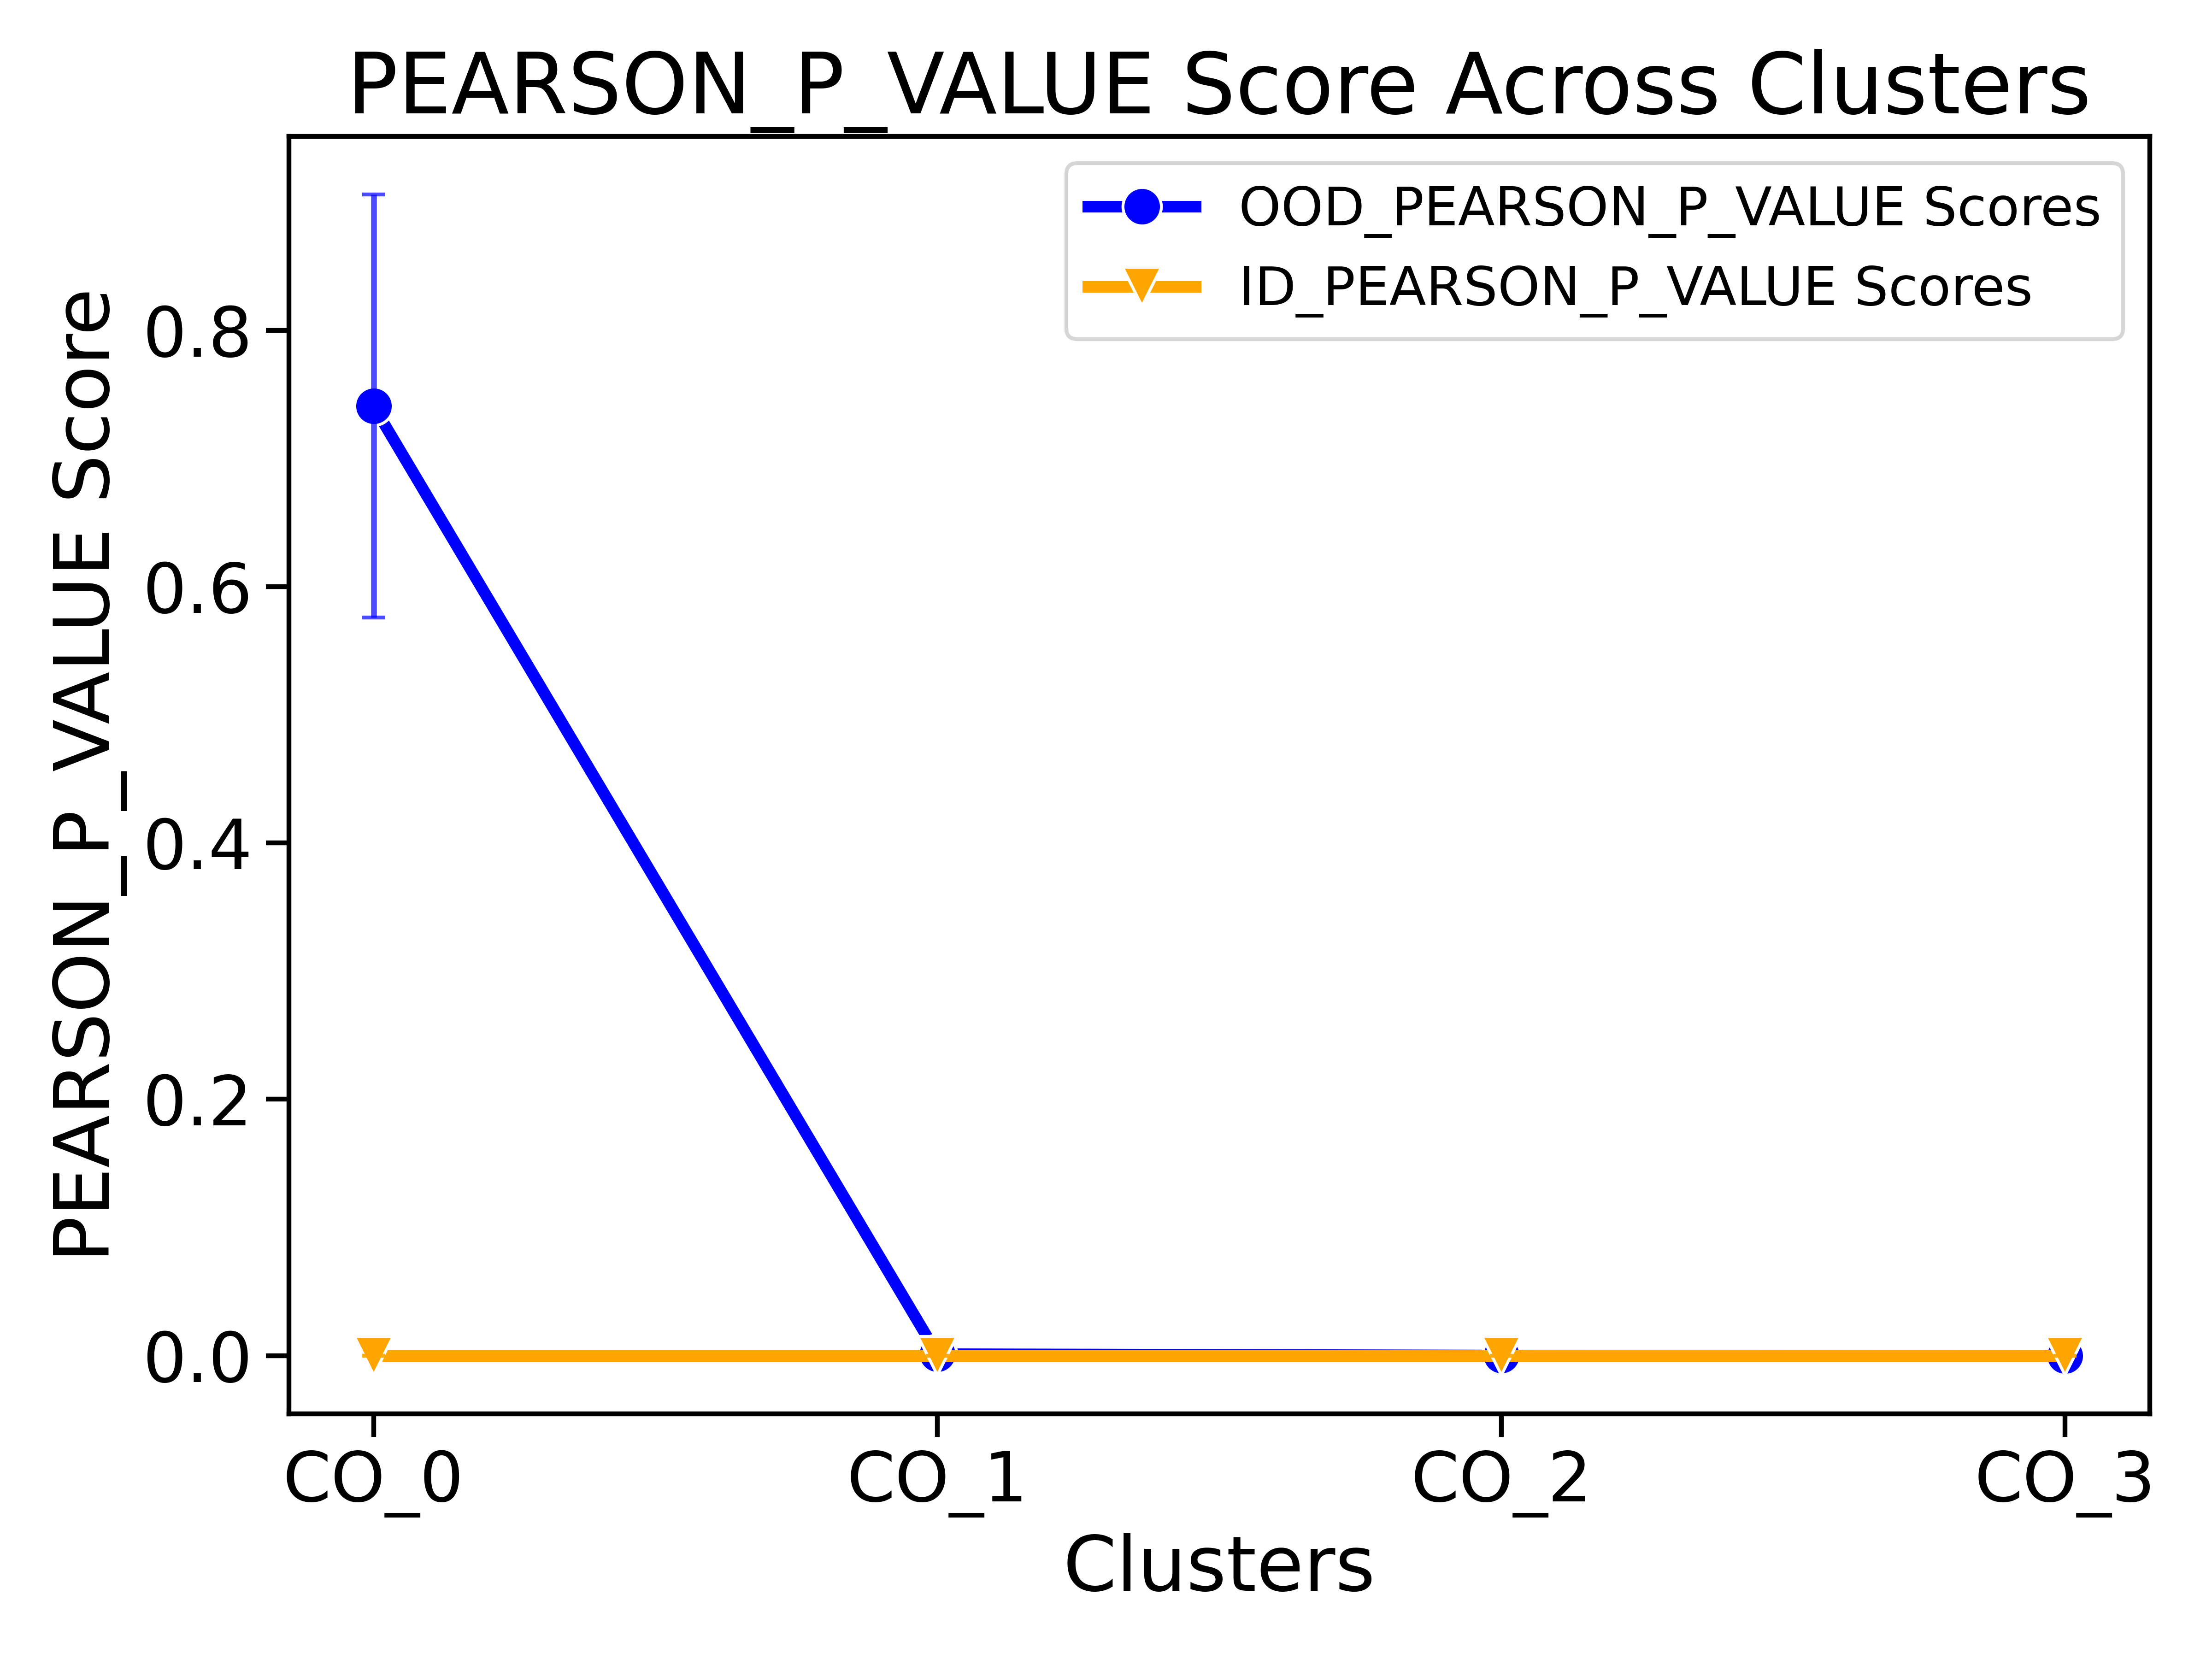 PEARSON_P_VALUE Score Across Clusters
OOD_PEARSON_P_VALUE Scores
ID_PEARSON_P_VALUE Scores
PEARSON_P_VALUE Score
0.8
0.6
0.4
0.2
0.0
CO_0 CO_1 CO_2 CO_3
Clusters